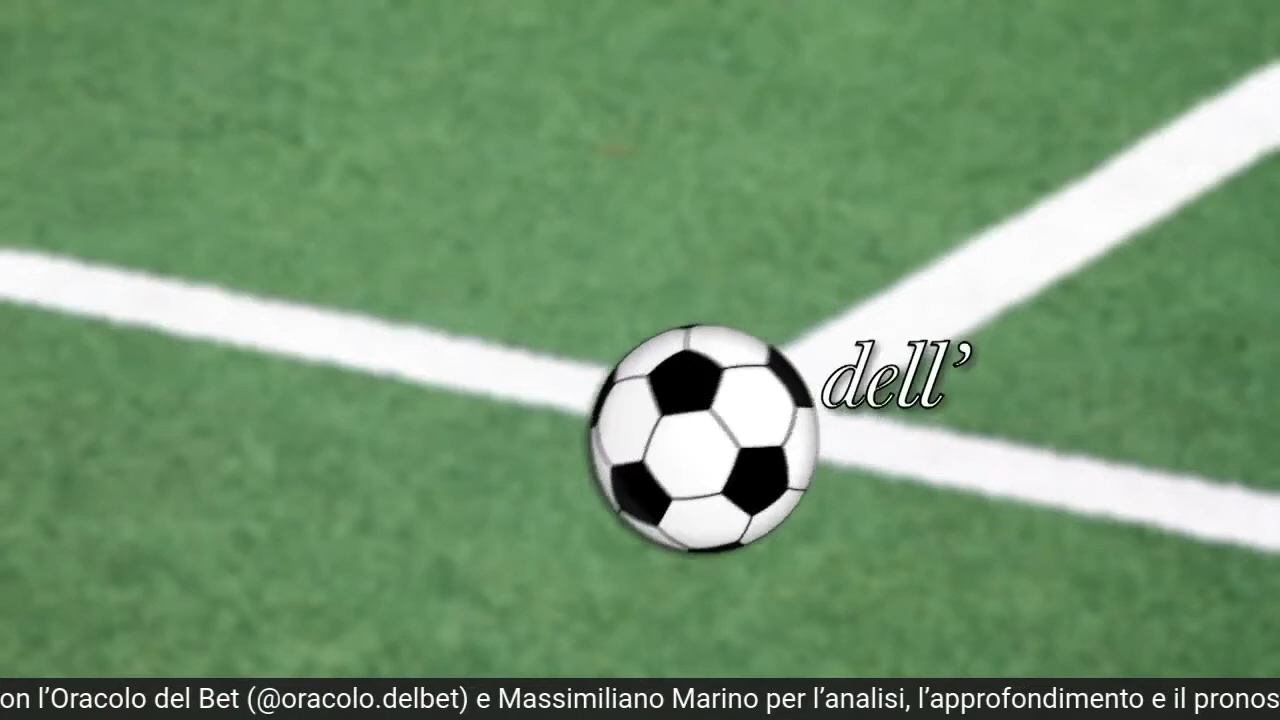 dell’
on l’Oracolo del Bet (@oracolo.delbet) e Massimiliano Marino per l’analisi, l’approfondimento e il pronos